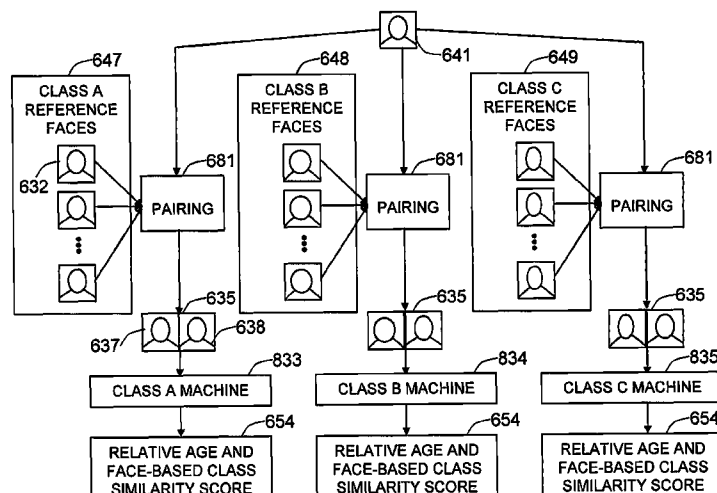 641
647
CLASS A
REFERENCE
FACES
632
681
PAIRING
648
CLASS B
REFERENCE
FACES
681
PAIRING
649
CLASS C
REFERENCE
FACES
681
PAIRING
635
637
638
635
635
833
CLASS A MACHINE
834
CLASS B MACHINE
835
CLASS C MACHINE
654
RELATIVE AGE AND
FACE-BASED CLASS
SIMILARITY SCORE
654
RELATIVE AGE AND
FACE-BASED CLASS
SIMILARITY SCORE
654
RELATIVE AGE AND
FACE-BASED CLASS
SIMILARITY SCORE